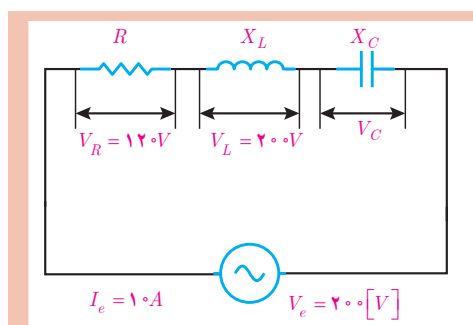 R X_L X_C
V_R = ۱۲۰V V_L = ۲۰۰V V_C
I_e = ۱۰A V_e = ۲۰۰[V]